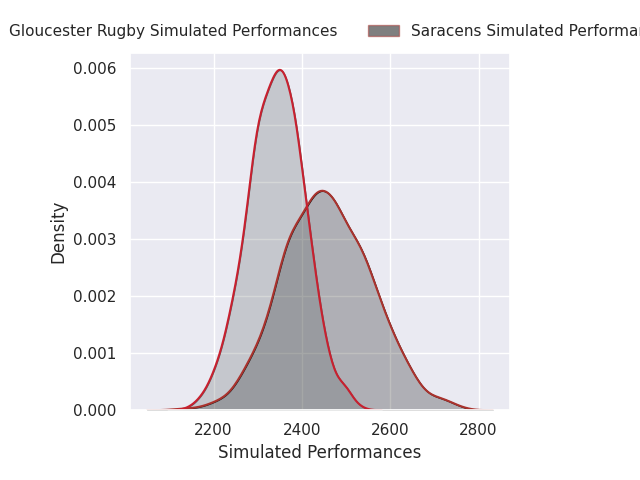 Gloucester Rugby Simulated Performances
Saracens Simulated Performa
0.006
0.005
0.004
0.003
0.002
0.001
0.000
Density
2200
2400
2600
2800
Simulated Performances